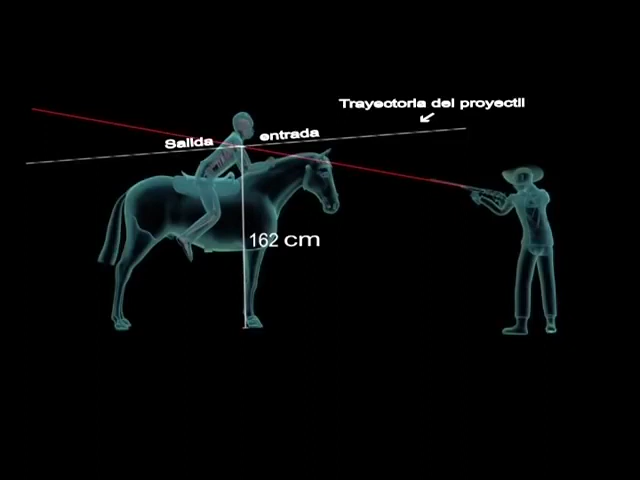 Trayectoria del proyectil
Salida
entrada
162 cm